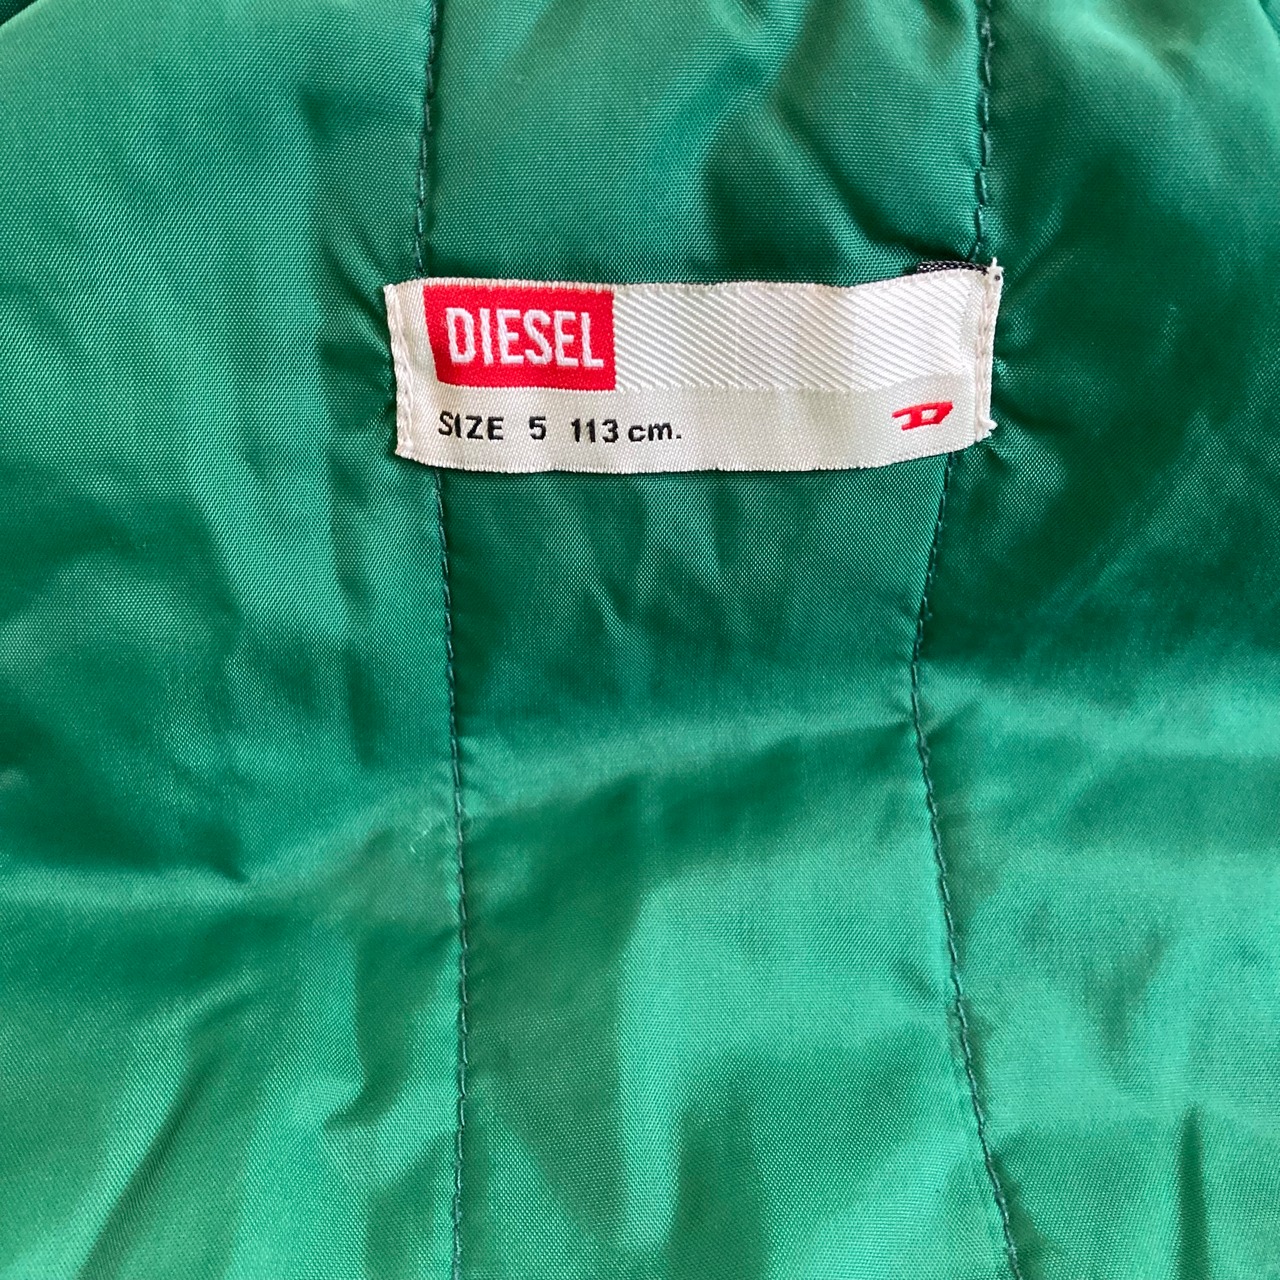 DIESEL
SIZE 5 113 cm.
D